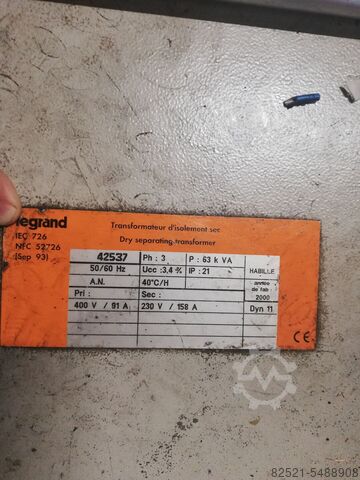 legrand
IEC 726
NFC 52726
(Sep 93)
Transformateur d'isolement sec
Dry separating transformer
42537 Ph : 3 P : 63 k VA
50/60 Hz Ucc : 3,4 % IP : 21 HABILLE
A.N. 40°C/H année
de fab :
Pri : Sec : 2000
400 V / 91 A 230 V / 158 A Dyn 11
CE
82521-5488908